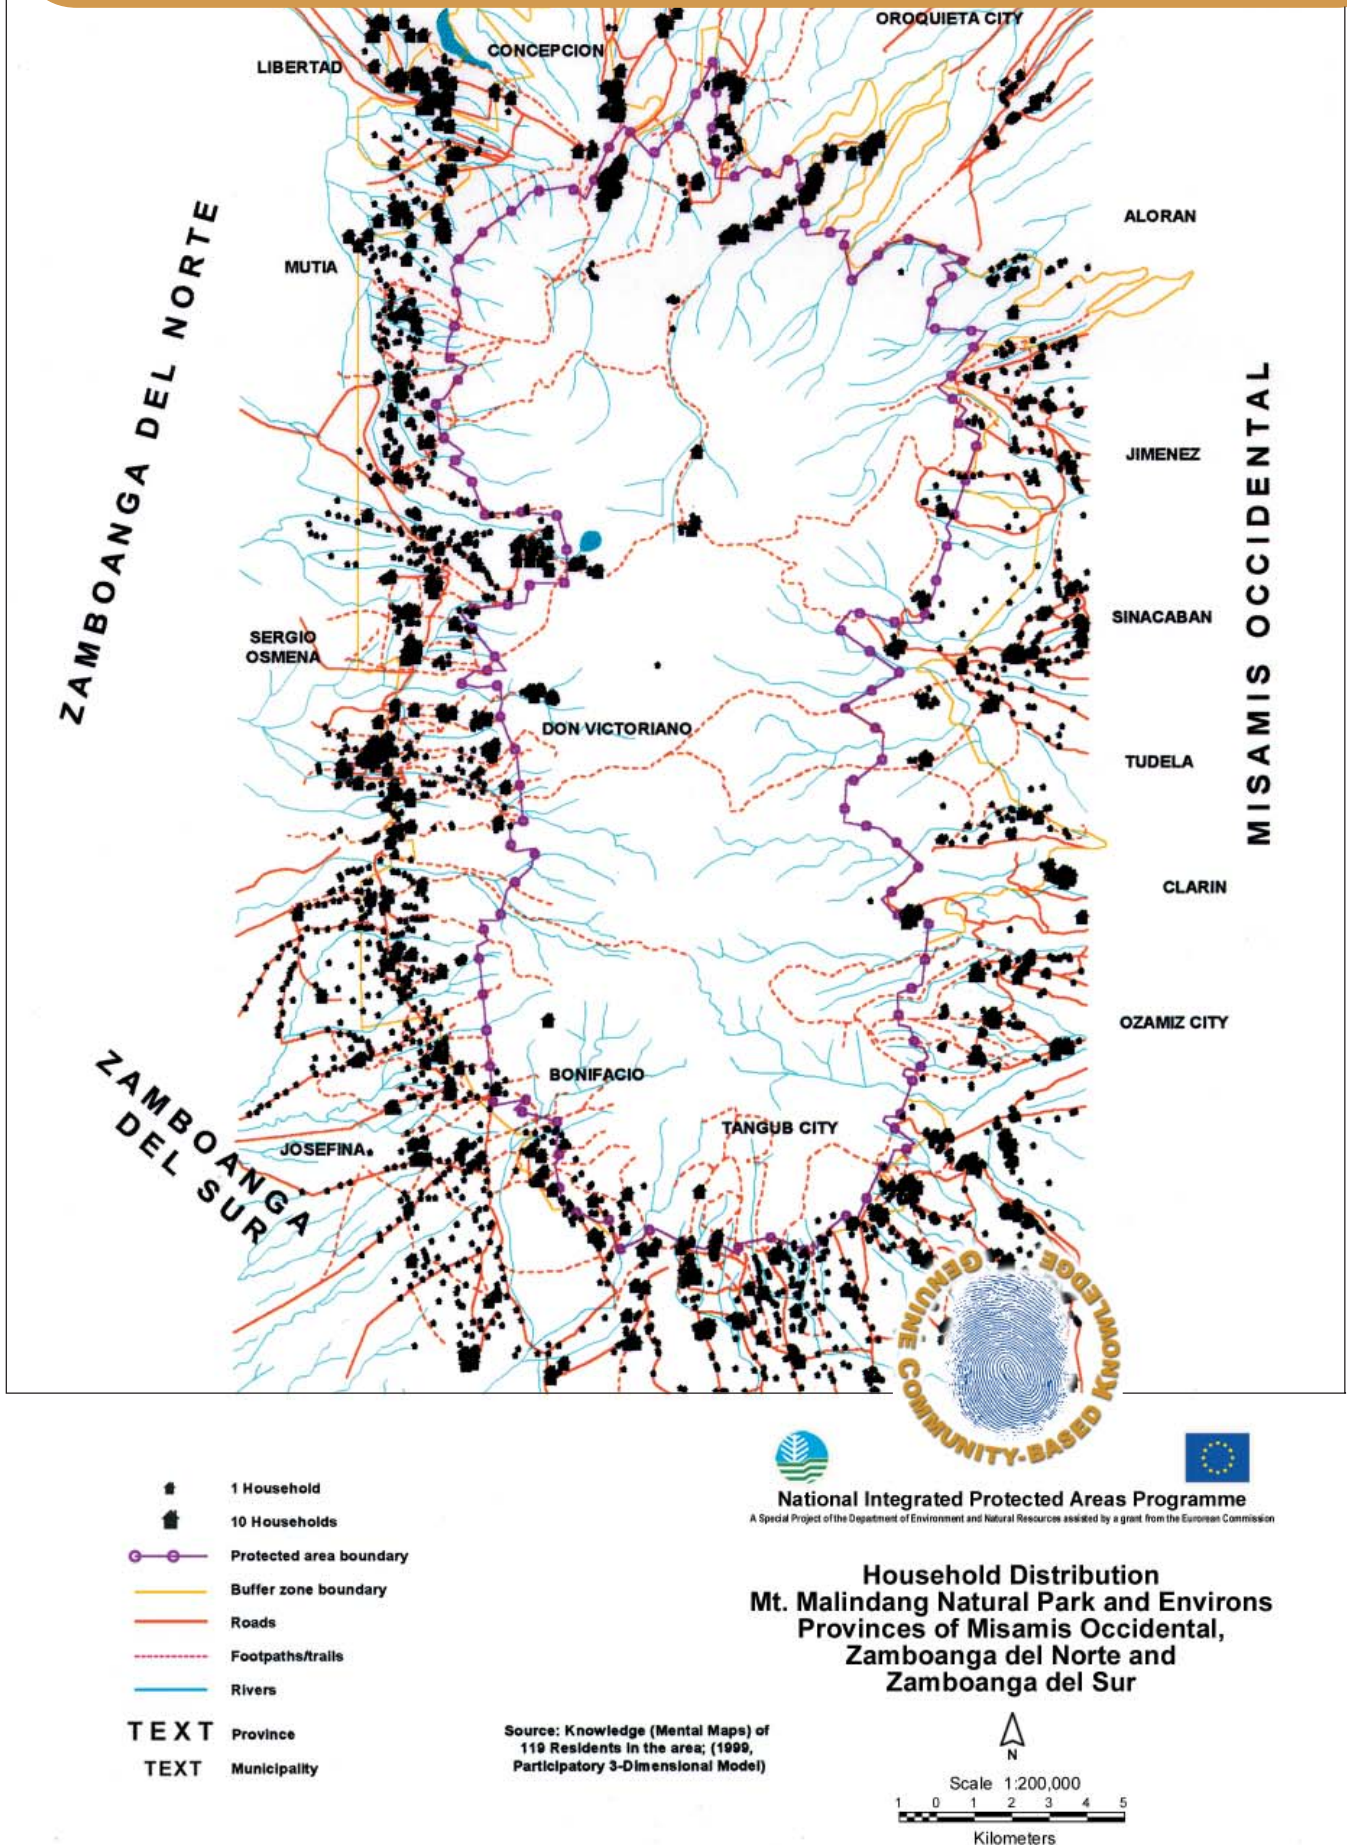 OROQUIETA CITY
CONCEPCION
LIBERTAD
ALORAN
MUTIA
ZAMBOANGA DEL NORTE
JIMENEZ
MISAMIS OCCIDENTAL
SINACABAN
SERGIO
OSMENA
DON VICTORIANO
TUDELA
CLARIN
OZAMIZ CITY
BONIFACIO
TANGUB CITY
JOSEFINA
ZAMBOANGA
DEL SUR
GENUINE COMMUNITY-BASED KNOWLEDGE
1 Household
10 Households
Protected area boundary
Buffer zone boundary
Roads
Footpaths/trails
Rivers
TEXT Province
TEXT Municipality
Source: Knowledge (Mental Maps) of
119 Residents in the area; (1999,
Participatory 3-Dimensional Model)
National Integrated Protected Areas Programme
A Special Project of the Department of Environment and Natural Resources assisted by a grant from the Eurorean Commission
Household Distribution
Mt. Malindang Natural Park and Environs
Provinces of Misamis Occidental,
Zamboanga del Norte and
Zamboanga del Sur
N
Scale 1:200,000
1 0 1 2 3 4 5
Kilometers